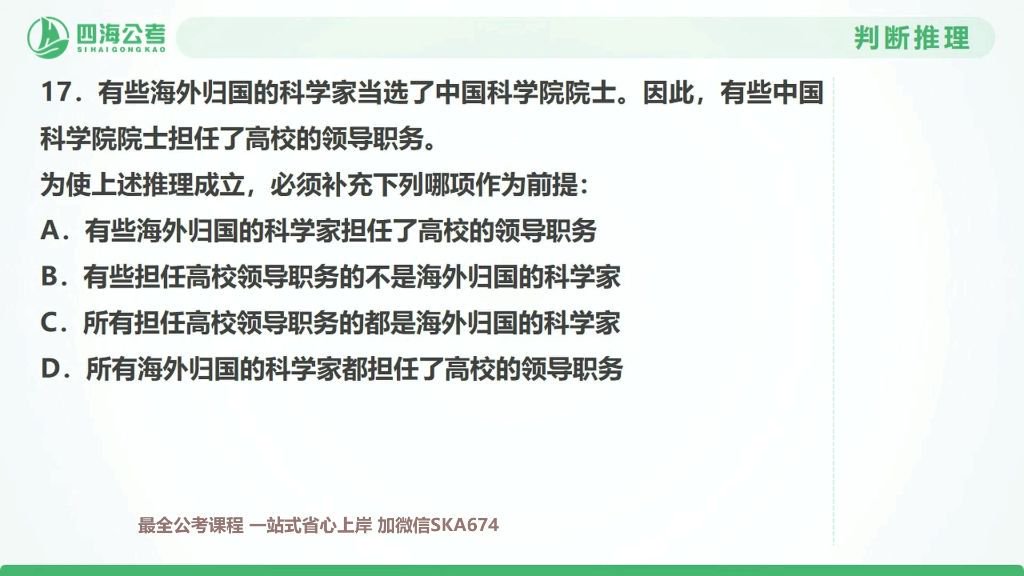 四海公考
SIHAIGONGKAO
判断推理
17．有些海外归国的科学家当选了中国科学院院士。因此，有些中国
科学院院士担任了高校的领导职务。
为使上述推理成立，必须补充下列哪项作为前提：
A．有些海外归国的科学家担任了高校的领导职务
B．有些担任高校领导职务的不是海外归国的科学家
C．所有担任高校领导职务的都是海外归国的科学家
D．所有海外归国的科学家都担任了高校的领导职务
最全公考课程 一站式省心上岸 加微信SKA674